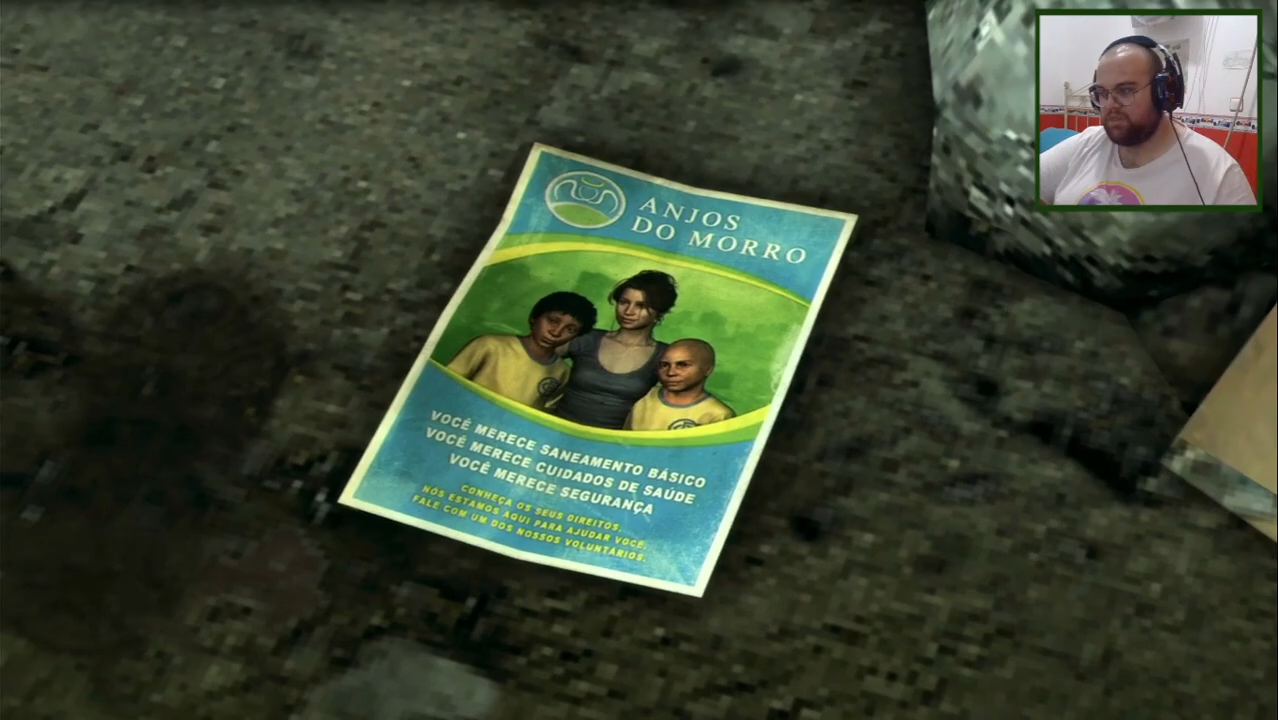 ANJOS
DO MORRO
VOCÊ MERECE SANEAMENTO BÁSICO
VOCÊ MERECE CUIDADOS DE SAÚDE
VOCÊ MERECE SEGURANÇA
CONHEÇA OS SEUS DIREITOS.
NÓS ESTAMOS AQUI PARA AJUDAR VOCÊ.
FALE COM UM DOS NOSSOS VOLUNTÁRIOS.